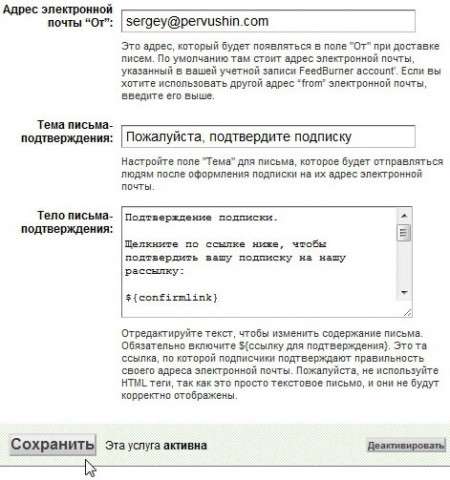 Адрес электронной
почты “От”:
sergey@pervushin.com
Это адрес, который будет появляться в поле "От" при доставке
писем. По умолчанию там стоит адрес электронной почты,
указанный в вашей учетной записи FeedBurner account'. Если вы
хотите использовать другой адрес “from” электронной почты,
введите его выше.
Тема письма-
подтверждения:
Пожалуйста, подтвердите подписку
Настройте поле "Тема" для письма, которое будет отправляться
людям после оформления подписки на их адрес электронной
почты.
Тело письма-
подтверждения:
Подтверждение подписки.
Щелкните по ссылке ниже, чтобы
подтвердить вашу подписку на нашу
рассылку:
${confirmlink}
Отредактируйте текст, чтобы изменить содержание письма.
Обязательно включите ${ссылку для подтверждения}. Это та
ссылка, по которой подписчики подтверждают правильность
своего адреса электронной почты. Пожалуйста, не используйте
HTML теги, так как это просто текстовое письмо, и они не будут
корректно отображены.
Сохранить Эта услуга активна Деактивировать